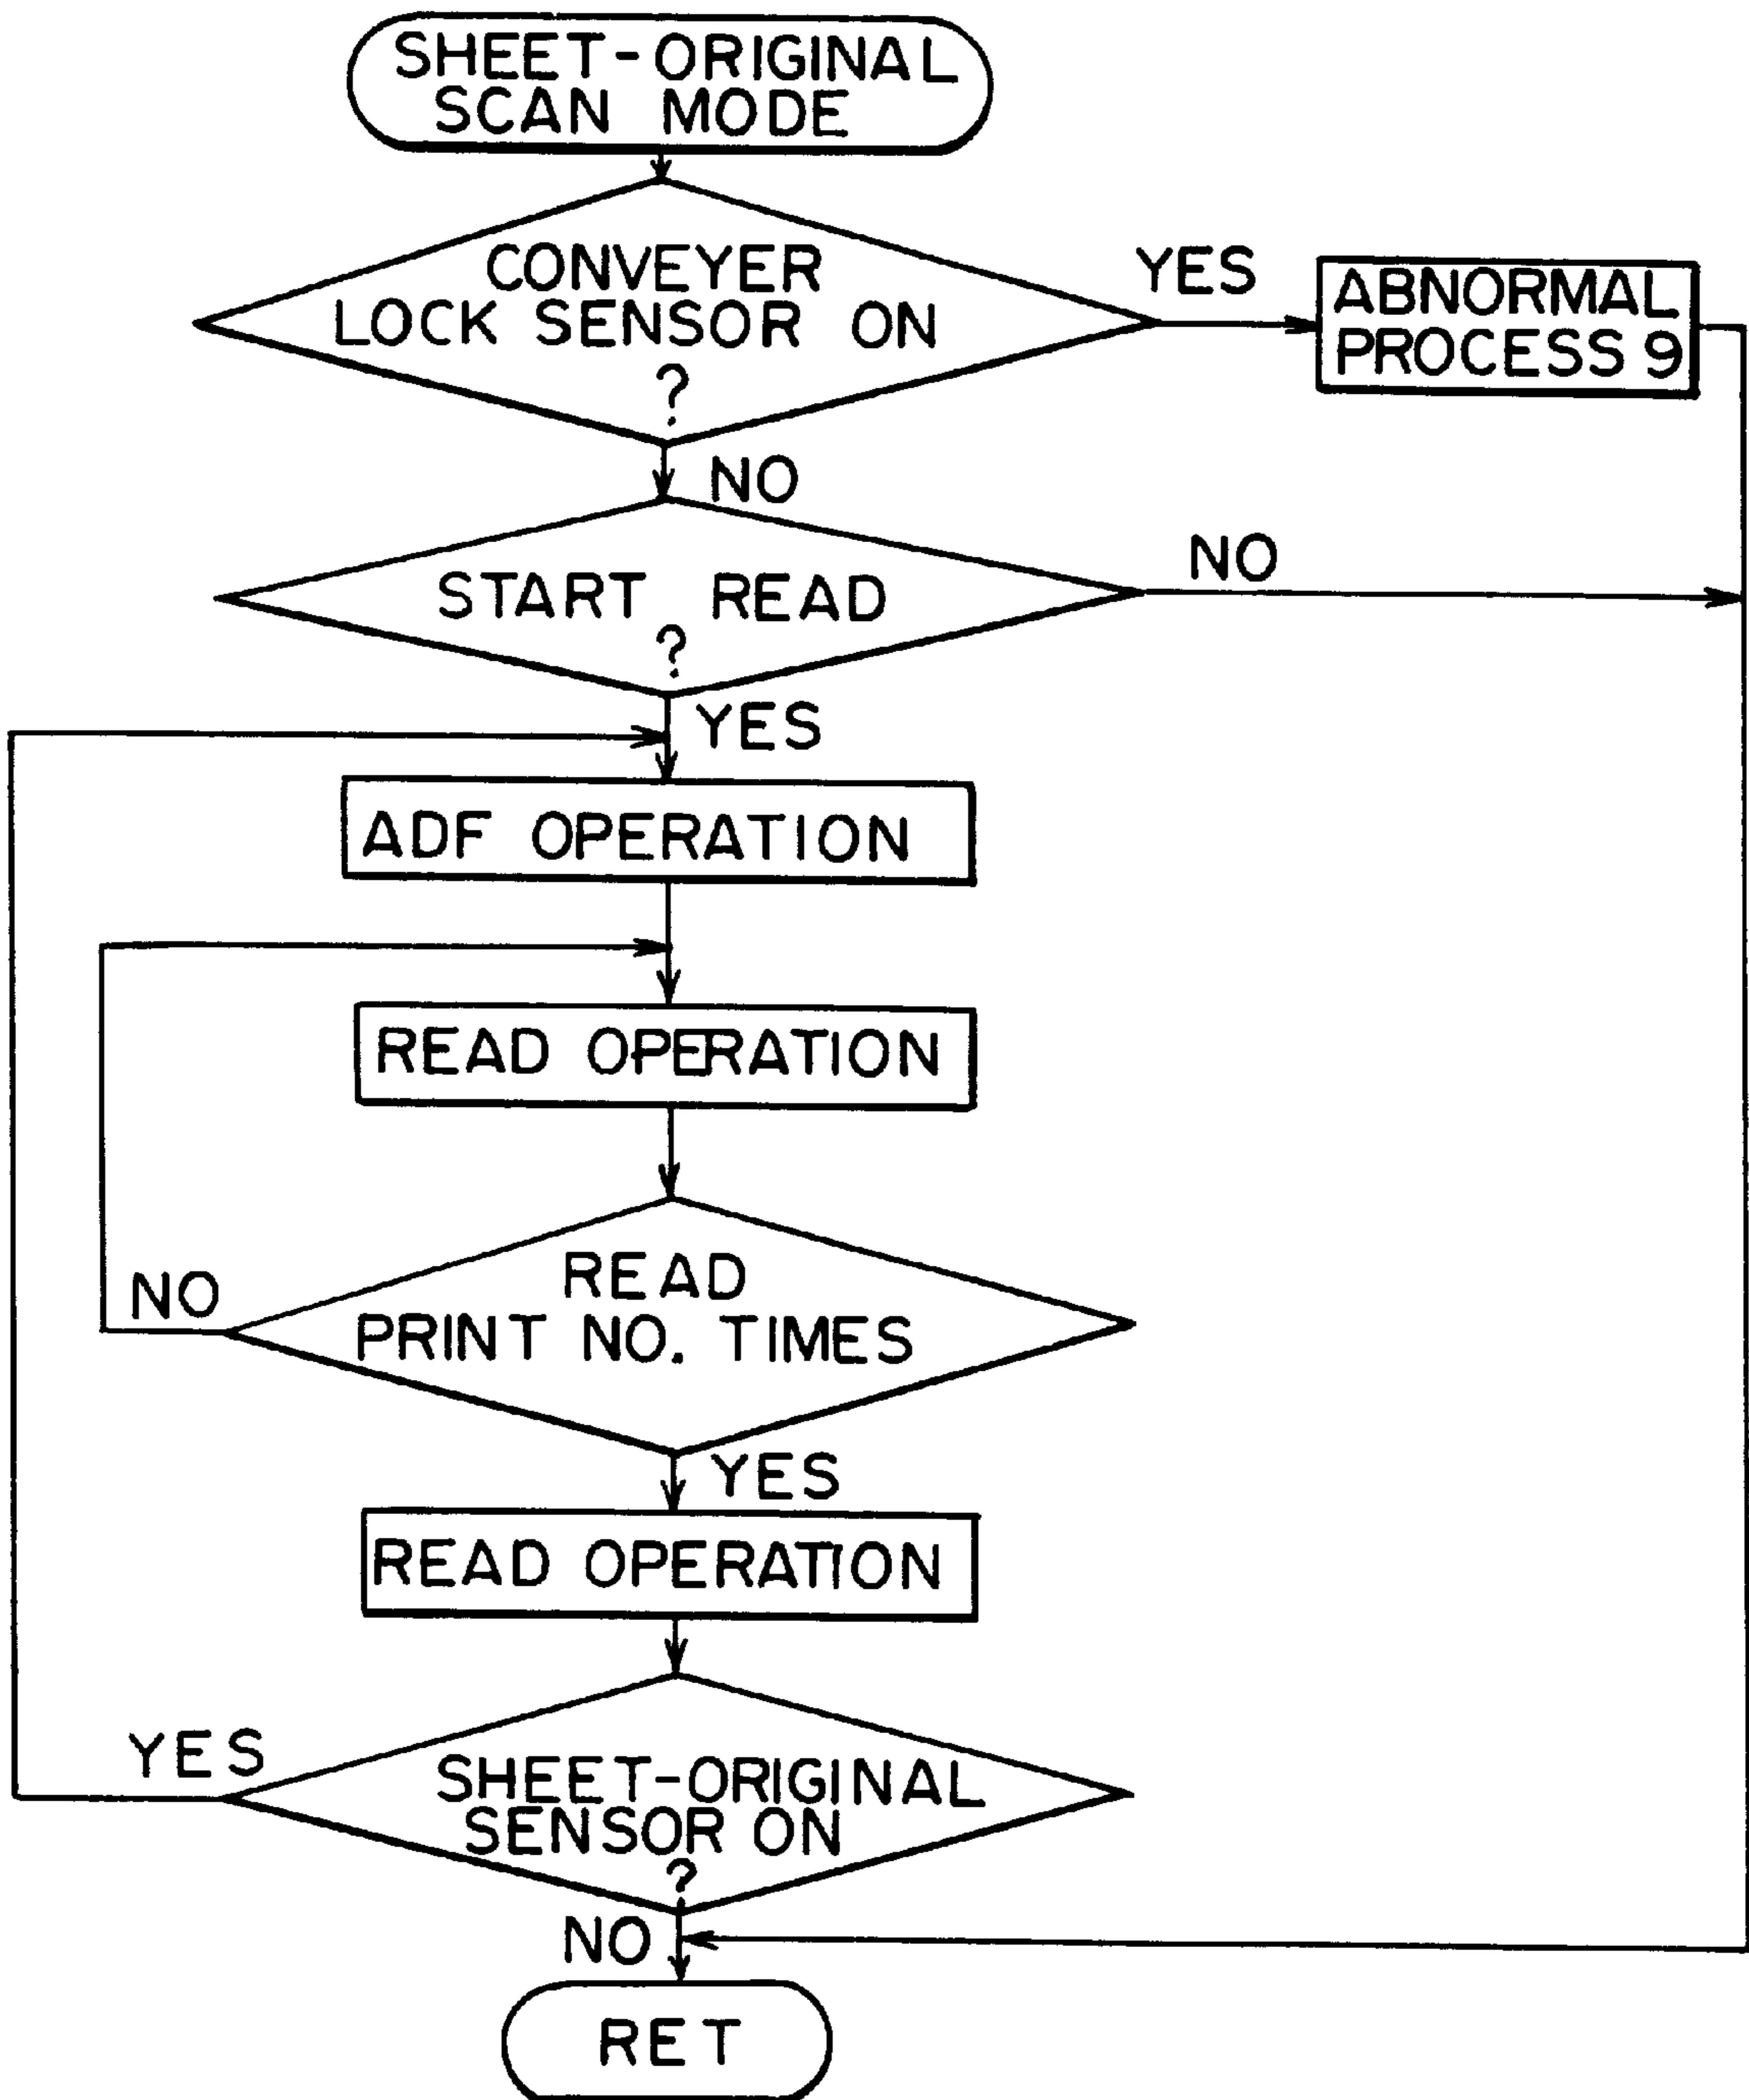 SHEET-ORIGINAL
SCAN MODE
CONVEYER
LOCK SENSOR ON
?
YES
ABNORMAL
PROCESS 9
NO
START READ
?
NO
YES
ADF OPERATION
READ OPERATION
READ
PRINT NO. TIMES
NO
YES
READ OPERATION
SHEET-ORIGINAL
SENSOR ON
?
YES
NO
RET